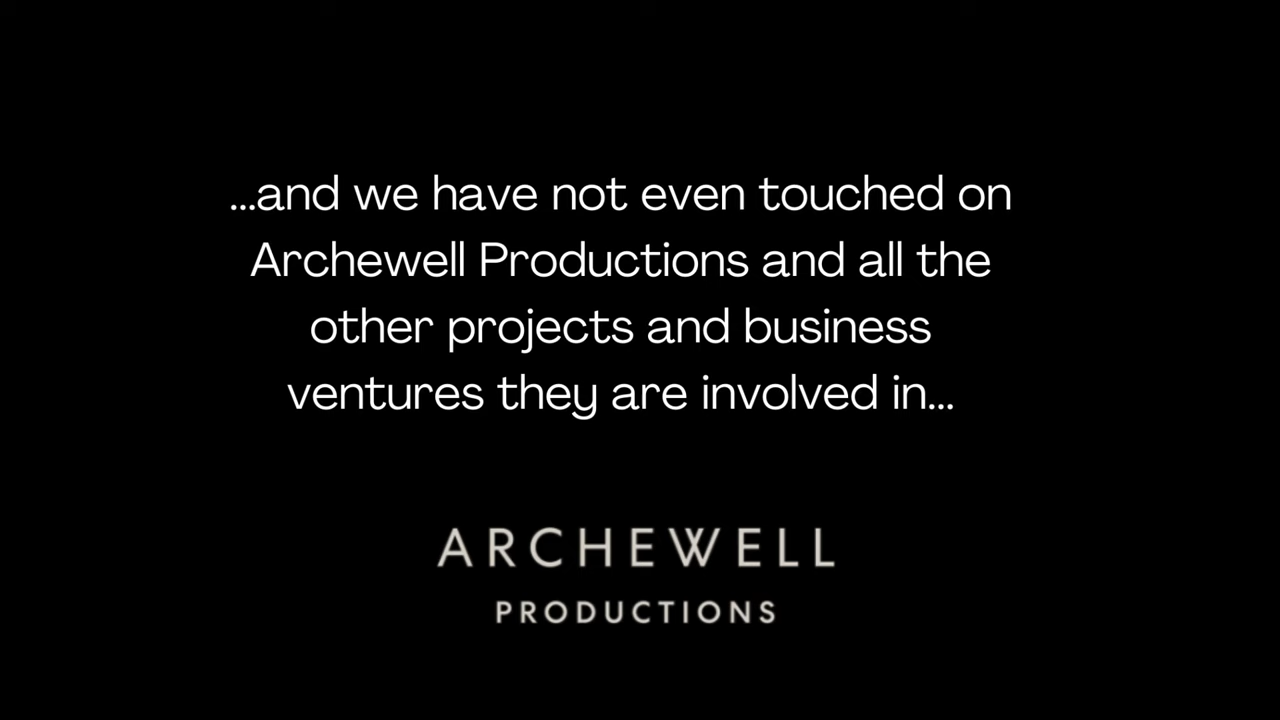 ...and we have not even touched on
Archewell Productions and all the
other projects and business
ventures they are involved in...
ARCHEWELL
PRODUCTIONS